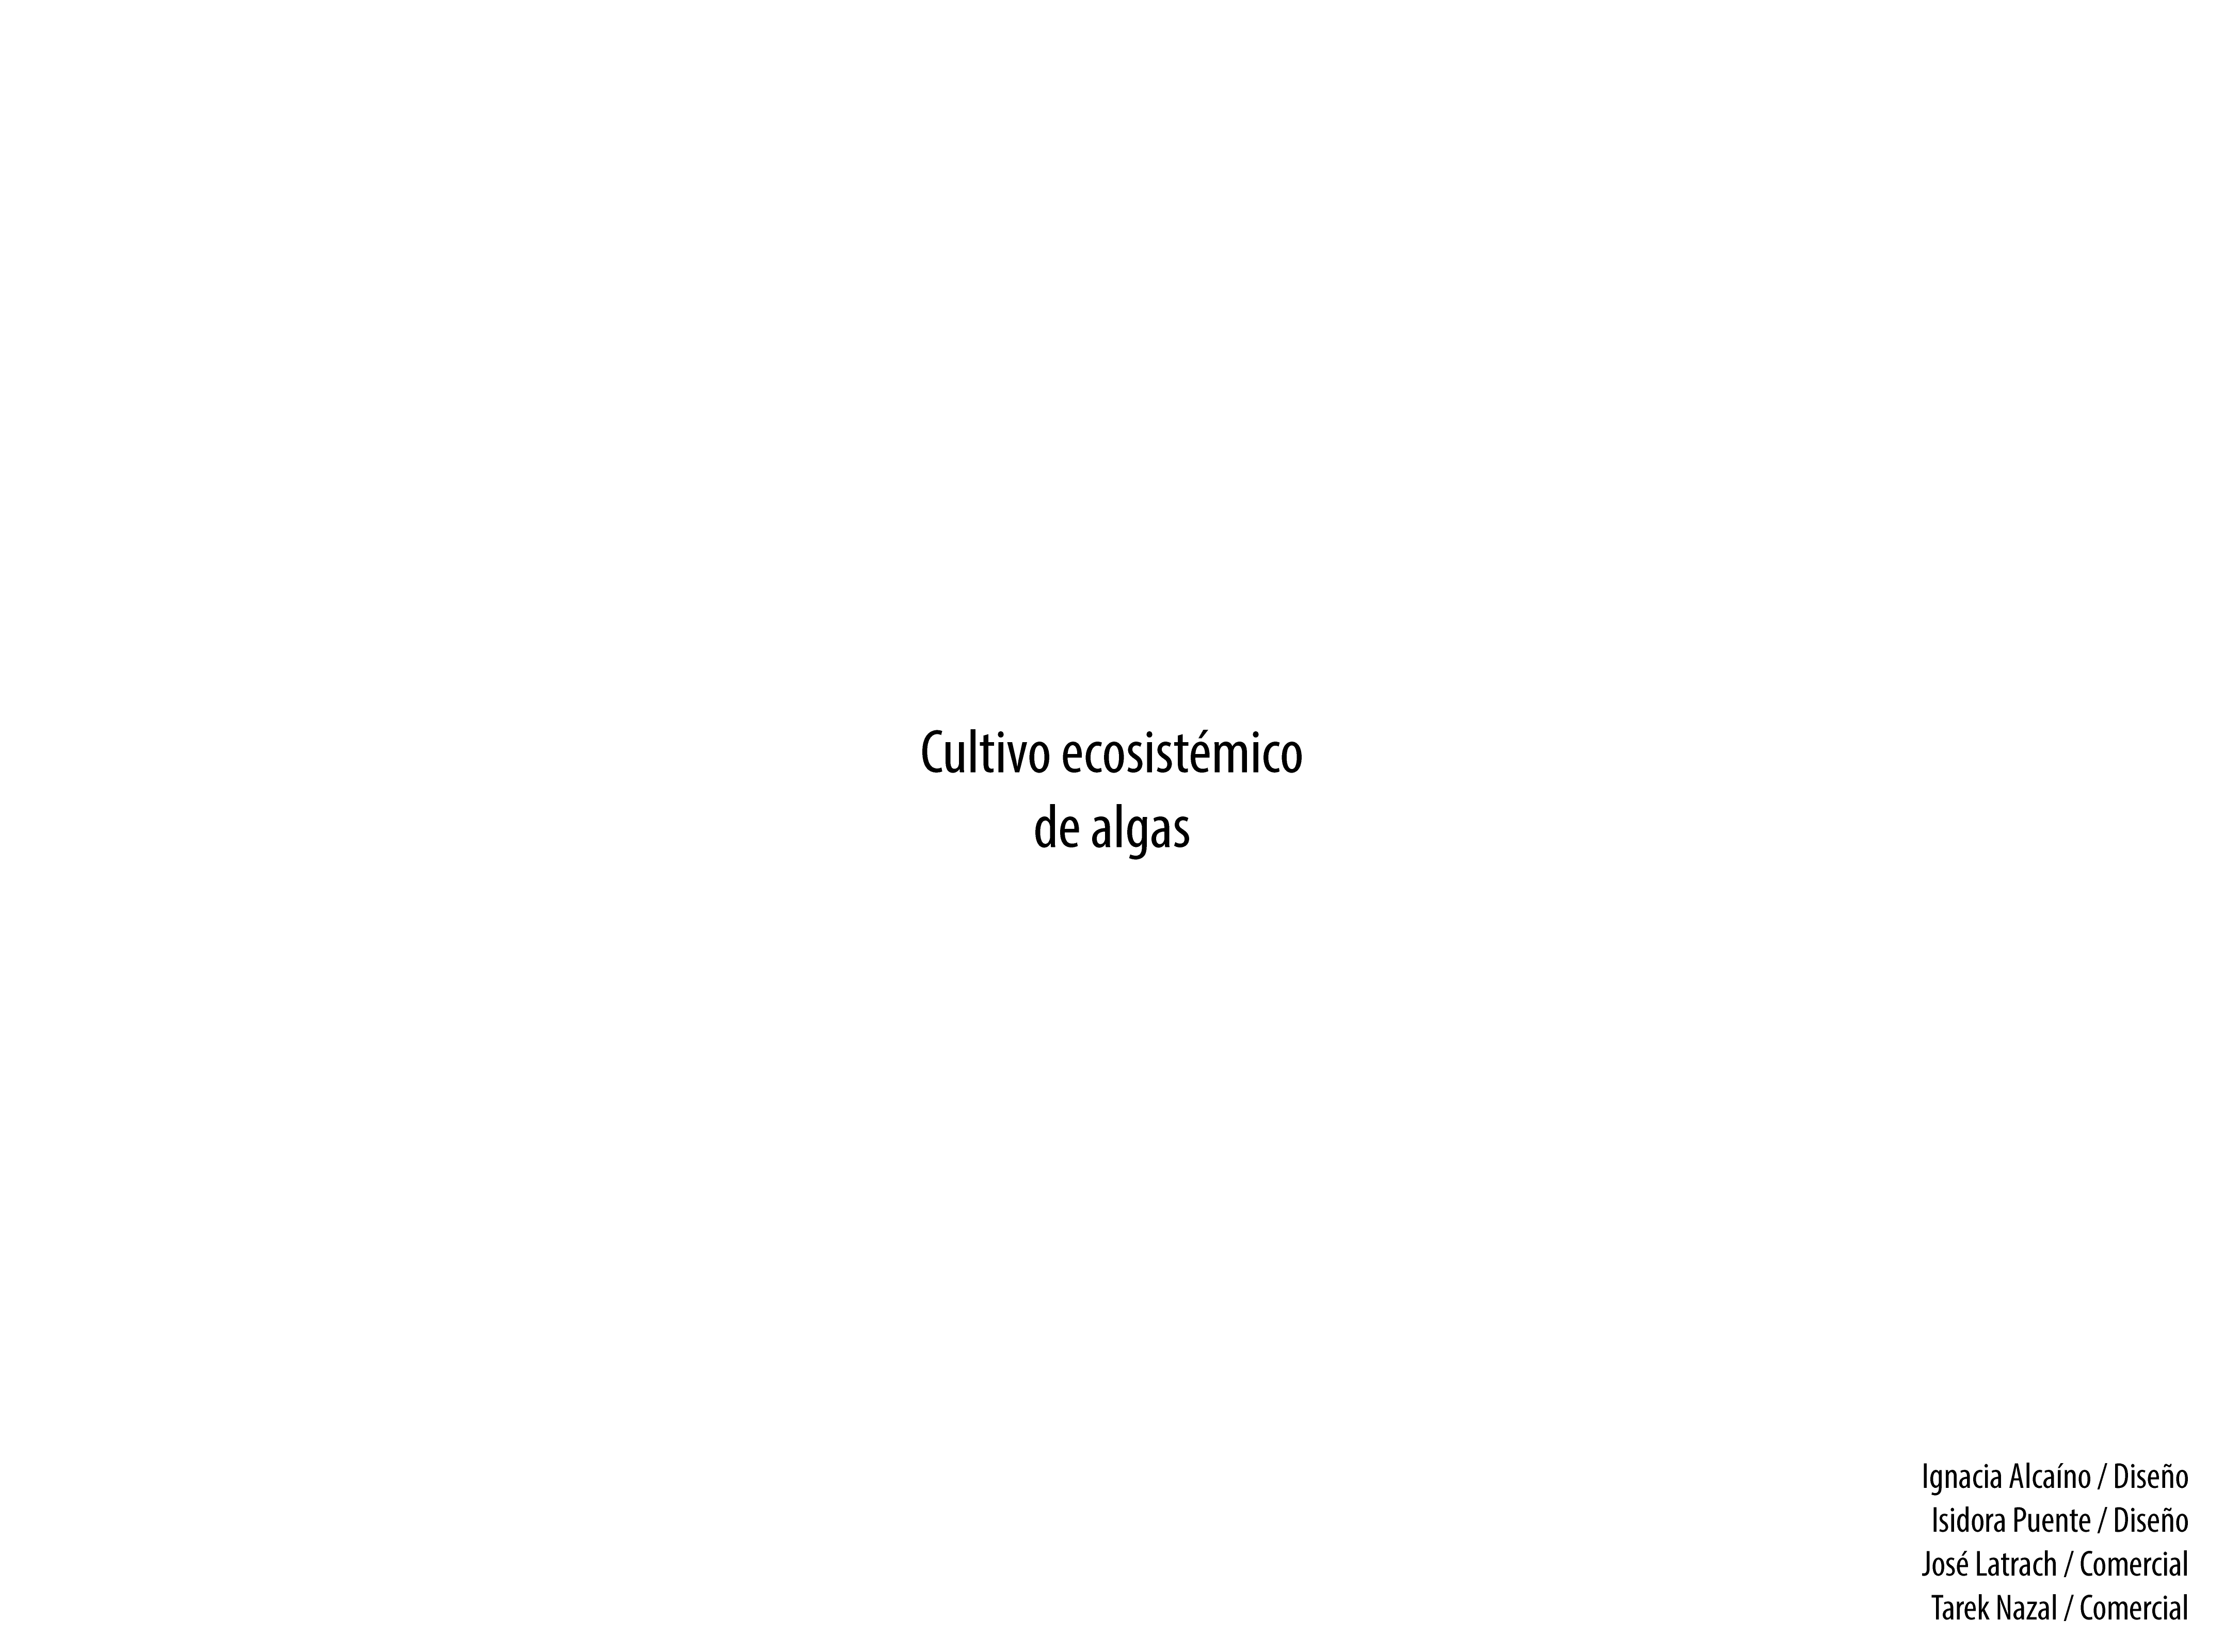 Cultivo ecosistémico
de algas
Ignacia Alcaíno / Diseño
Isidora Puente / Diseño
José Latrach / Comercial
Tarek Nazal / Comercial